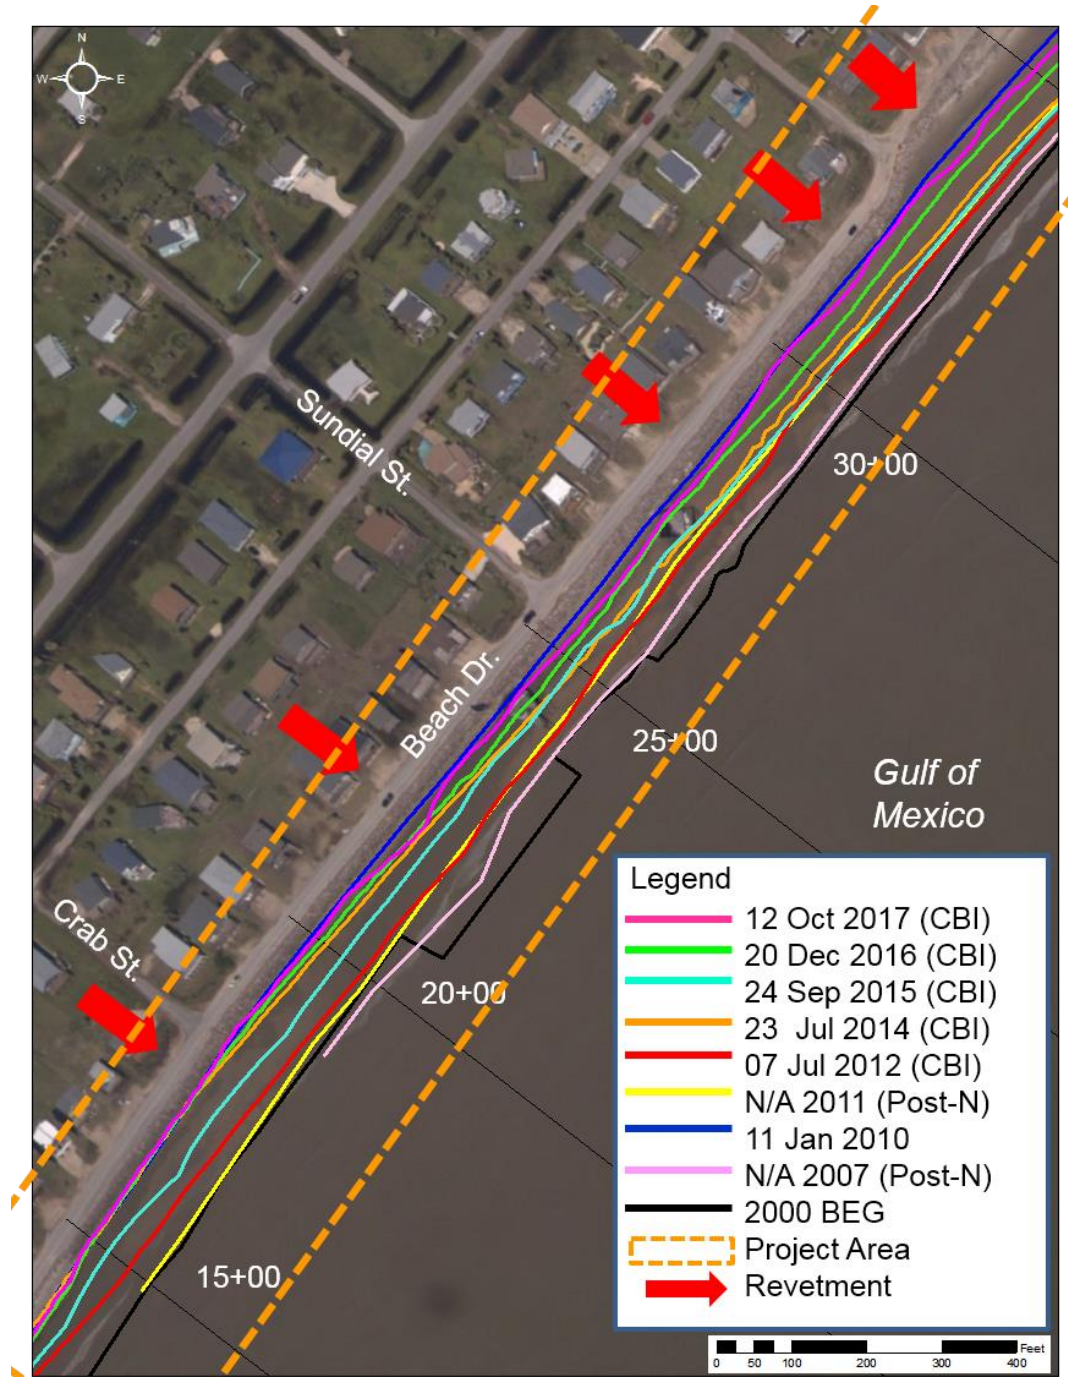 N
W
E
S
Sundial St.
30+00
Beach Dr.
25+00
Gulf of
Mexico
Crab St.
20+00
15+00
Legend
12 Oct 2017 (CBI)
20 Dec 2016 (CBI)
24 Sep 2015 (CBI)
23 Jul 2014 (CBI)
07 Jul 2012 (CBI)
N/A 2011 (Post-N)
11 Jan 2010
N/A 2007 (Post-N)
2000 BEG
Project Area
Revetment
Feet
0 50 100 200 300 400